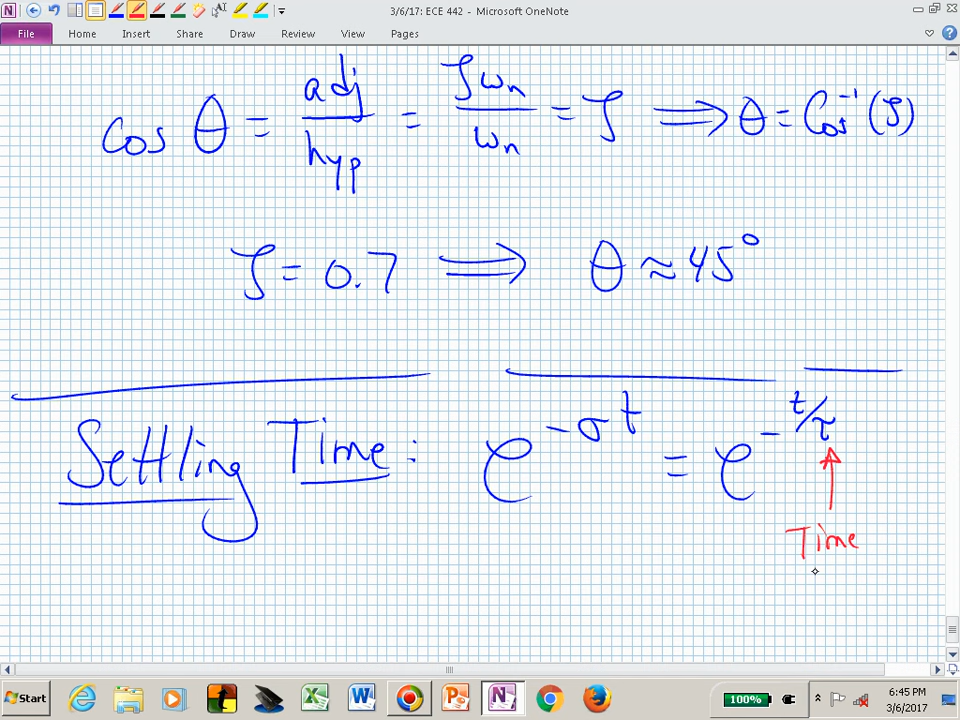 3/6/17: ECE 442 - Microsoft OneNote
File Home Insert Share Draw Review View Pages
Cos θ = adj/hyp = ζωn/ωn = ζ ⟹ θ = Cos⁻¹(ζ)
ζ = 0.7 ⟹ θ ≈ 45°
Settling Time: e^(-σt) = e^(-t/τ)
Time
Start
100%
6:45 PM
3/6/2017